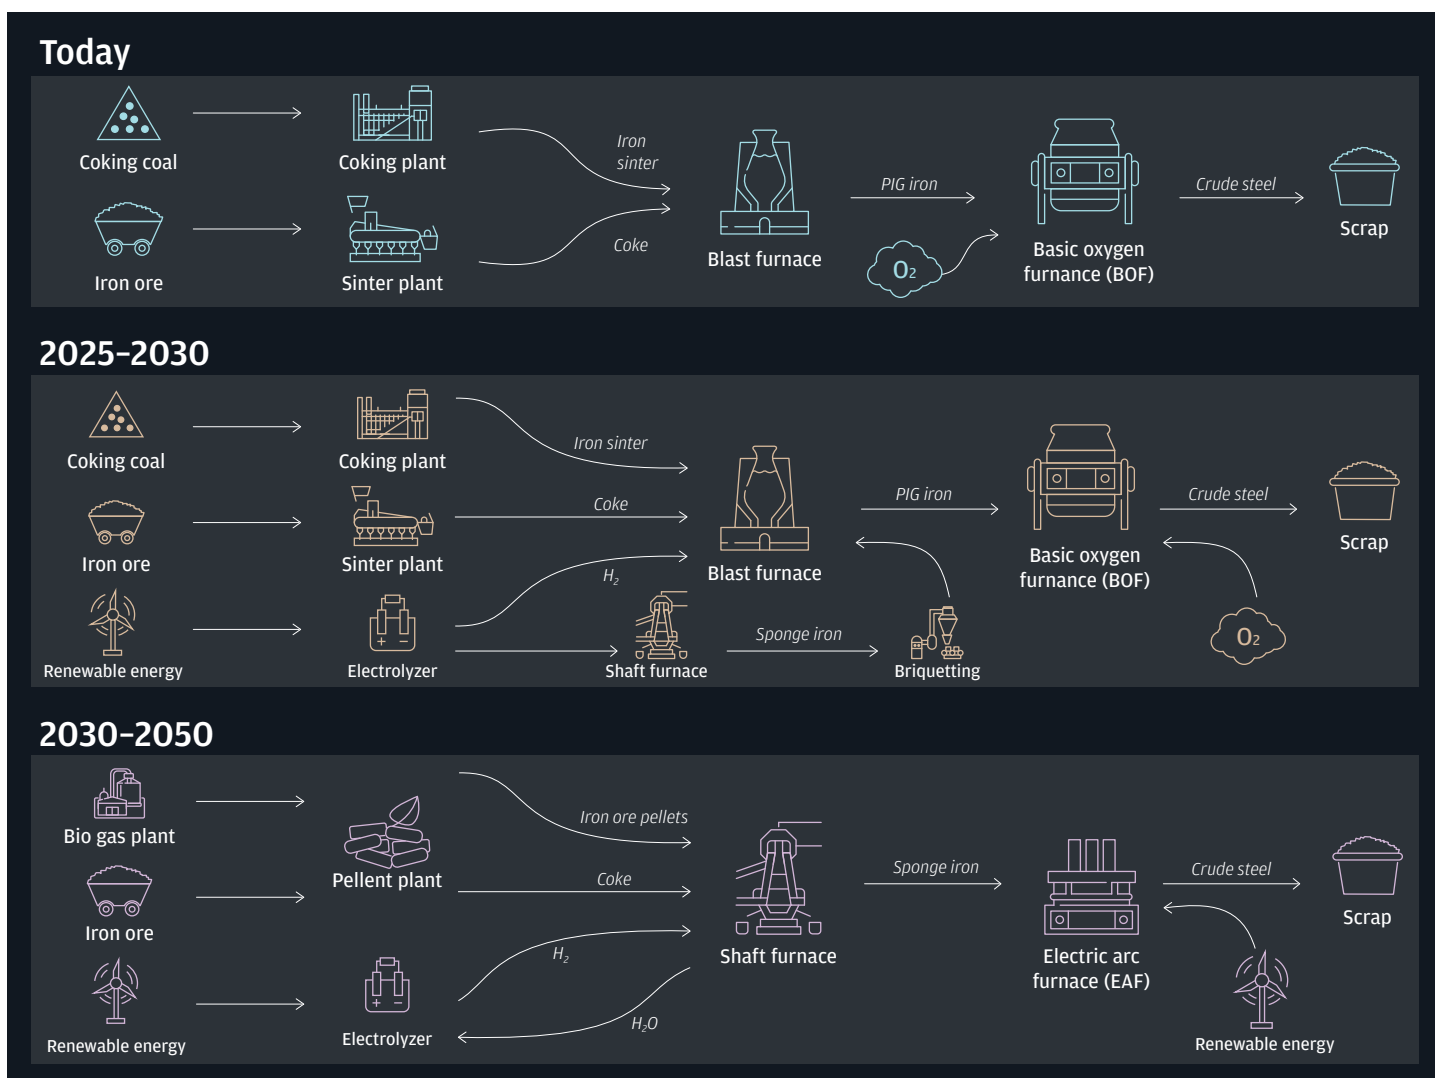 Today
Coking coal
Coking plant
Iron
sinter
Iron ore
Sinter plant
Coke
Blast furnace
PIG iron
O2
Basic oxygen
furnance (BOF)
Crude steel
Scrap
2025–2030
Coking coal
Coking plant
Iron sinter
Iron ore
Sinter plant
Coke
Renewable energy
Electrolyzer
H2
Blast furnace
Shaft furnace
Sponge iron
Briquetting
PIG iron
Basic oxygen
furnance (BOF)
O2
Crude steel
Scrap
2030–2050
Bio gas plant
Iron ore
Pellent plant
Iron ore pellets
Coke
Renewable energy
Electrolyzer
H2
H2O
Shaft furnace
Sponge iron
Electric arc
furnace (EAF)
Crude steel
Renewable energy
Scrap